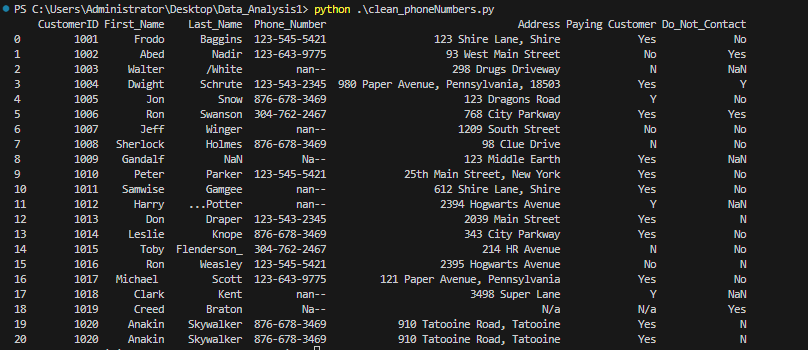 PS C:\Users\Administrator\Desktop\Data_Analysis1> python .\clean_phoneNumbers.py
CustomerID First_Name Last_Name Phone_Number Address Paying Customer Do_Not_Contact
0 1001 Frodo Baggins 123-545-5421 123 Shire Lane, Shire Yes No
1 1002 Abed Nadir 123-643-9775 93 West Main Street No Yes
2 1003 Walter /White nan-- 298 Drugs Driveway N NaN
3 1004 Dwight Schrute 123-543-2345 980 Paper Avenue, Pennsylvania, 18503 Yes Y
4 1005 Jon Snow 876-678-3469 123 Dragons Road Y No
5 1006 Ron Swanson 304-762-2467 768 City Parkway Yes Yes
6 1007 Jeff Winger nan-- 1209 South Street No No
7 1008 Sherlock Holmes 876-678-3469 98 Clue Drive N No
8 1009 Gandalf NaN Na-- 123 Middle Earth Yes NaN
9 1010 Peter Parker 123-545-5421 25th Main Street, New York Yes No
10 1011 Samwise Gamgee nan-- 612 Shire Lane, Shire Yes No
11 1012 Harry ...Potter nan-- 2394 Hogwarts Avenue Y NaN
12 1013 Don Draper 123-543-2345 2039 Main Street Yes N
13 1014 Leslie Knope 876-678-3469 343 City Parkway Yes No
14 1015 Toby Flenderson_ 304-762-2467 214 HR Avenue N No
15 1016 Ron Weasley 123-545-5421 2395 Hogwarts Avenue No N
16 1017 Michael Scott 123-643-9775 121 Paper Avenue, Pennsylvania Yes No
17 1018 Clark Kent nan-- 3498 Super Lane Y NaN
18 1019 Creed Braton Na-- N/a N/a Yes
19 1020 Anakin Skywalker 876-678-3469 910 Tatooine Road, Tatooine Yes N
20 1020 Anakin Skywalker 876-678-3469 910 Tatooine Road, Tatooine Yes N